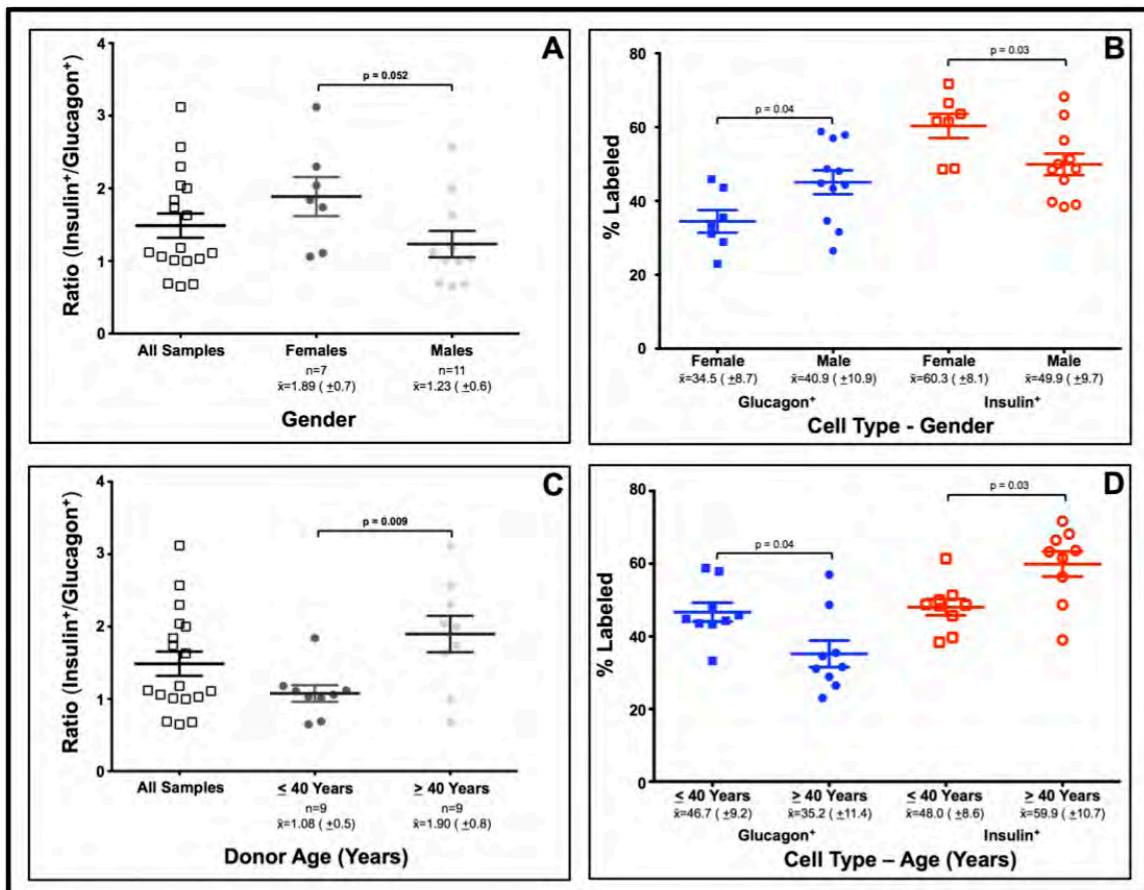 A
Ratio (Insulin⁺/Glucagon⁺)
4
3
2
1
0
p = 0.052
All Samples Females Males
n=7 n=11
x̄=1.89 ( ±0.7) x̄=1.23 ( ±0.6)
Gender
B
% Labeled
80
60
40
20
0
p = 0.04
p = 0.03
Female Male Female Male
x̄=34.5 ( ±8.7) x̄=40.9 ( ±10.9) x̄=60.3 ( ±8.1) x̄=49.9 ( ±9.7)
Glucagon⁺ Insulin⁺
Cell Type - Gender
C
Ratio (Insulin⁺/Glucagon⁺)
4
3
2
1
0
p = 0.009
All Samples ≤ 40 Years ≥ 40 Years
n=9 n=9
x̄=1.08 ( ±0.5) x̄=1.90 ( ±0.8)
Donor Age (Years)
D
% Labeled
80
60
40
20
0
p = 0.04
p = 0.03
≤ 40 Years ≥ 40 Years ≤ 40 Years ≥ 40 Years
x̄=46.7 ( ±9.2) x̄=35.2 ( ±11.4) x̄=48.0 ( ±8.6) x̄=59.9 ( ±10.7)
Glucagon⁺ Insulin⁺
Cell Type – Age (Years)